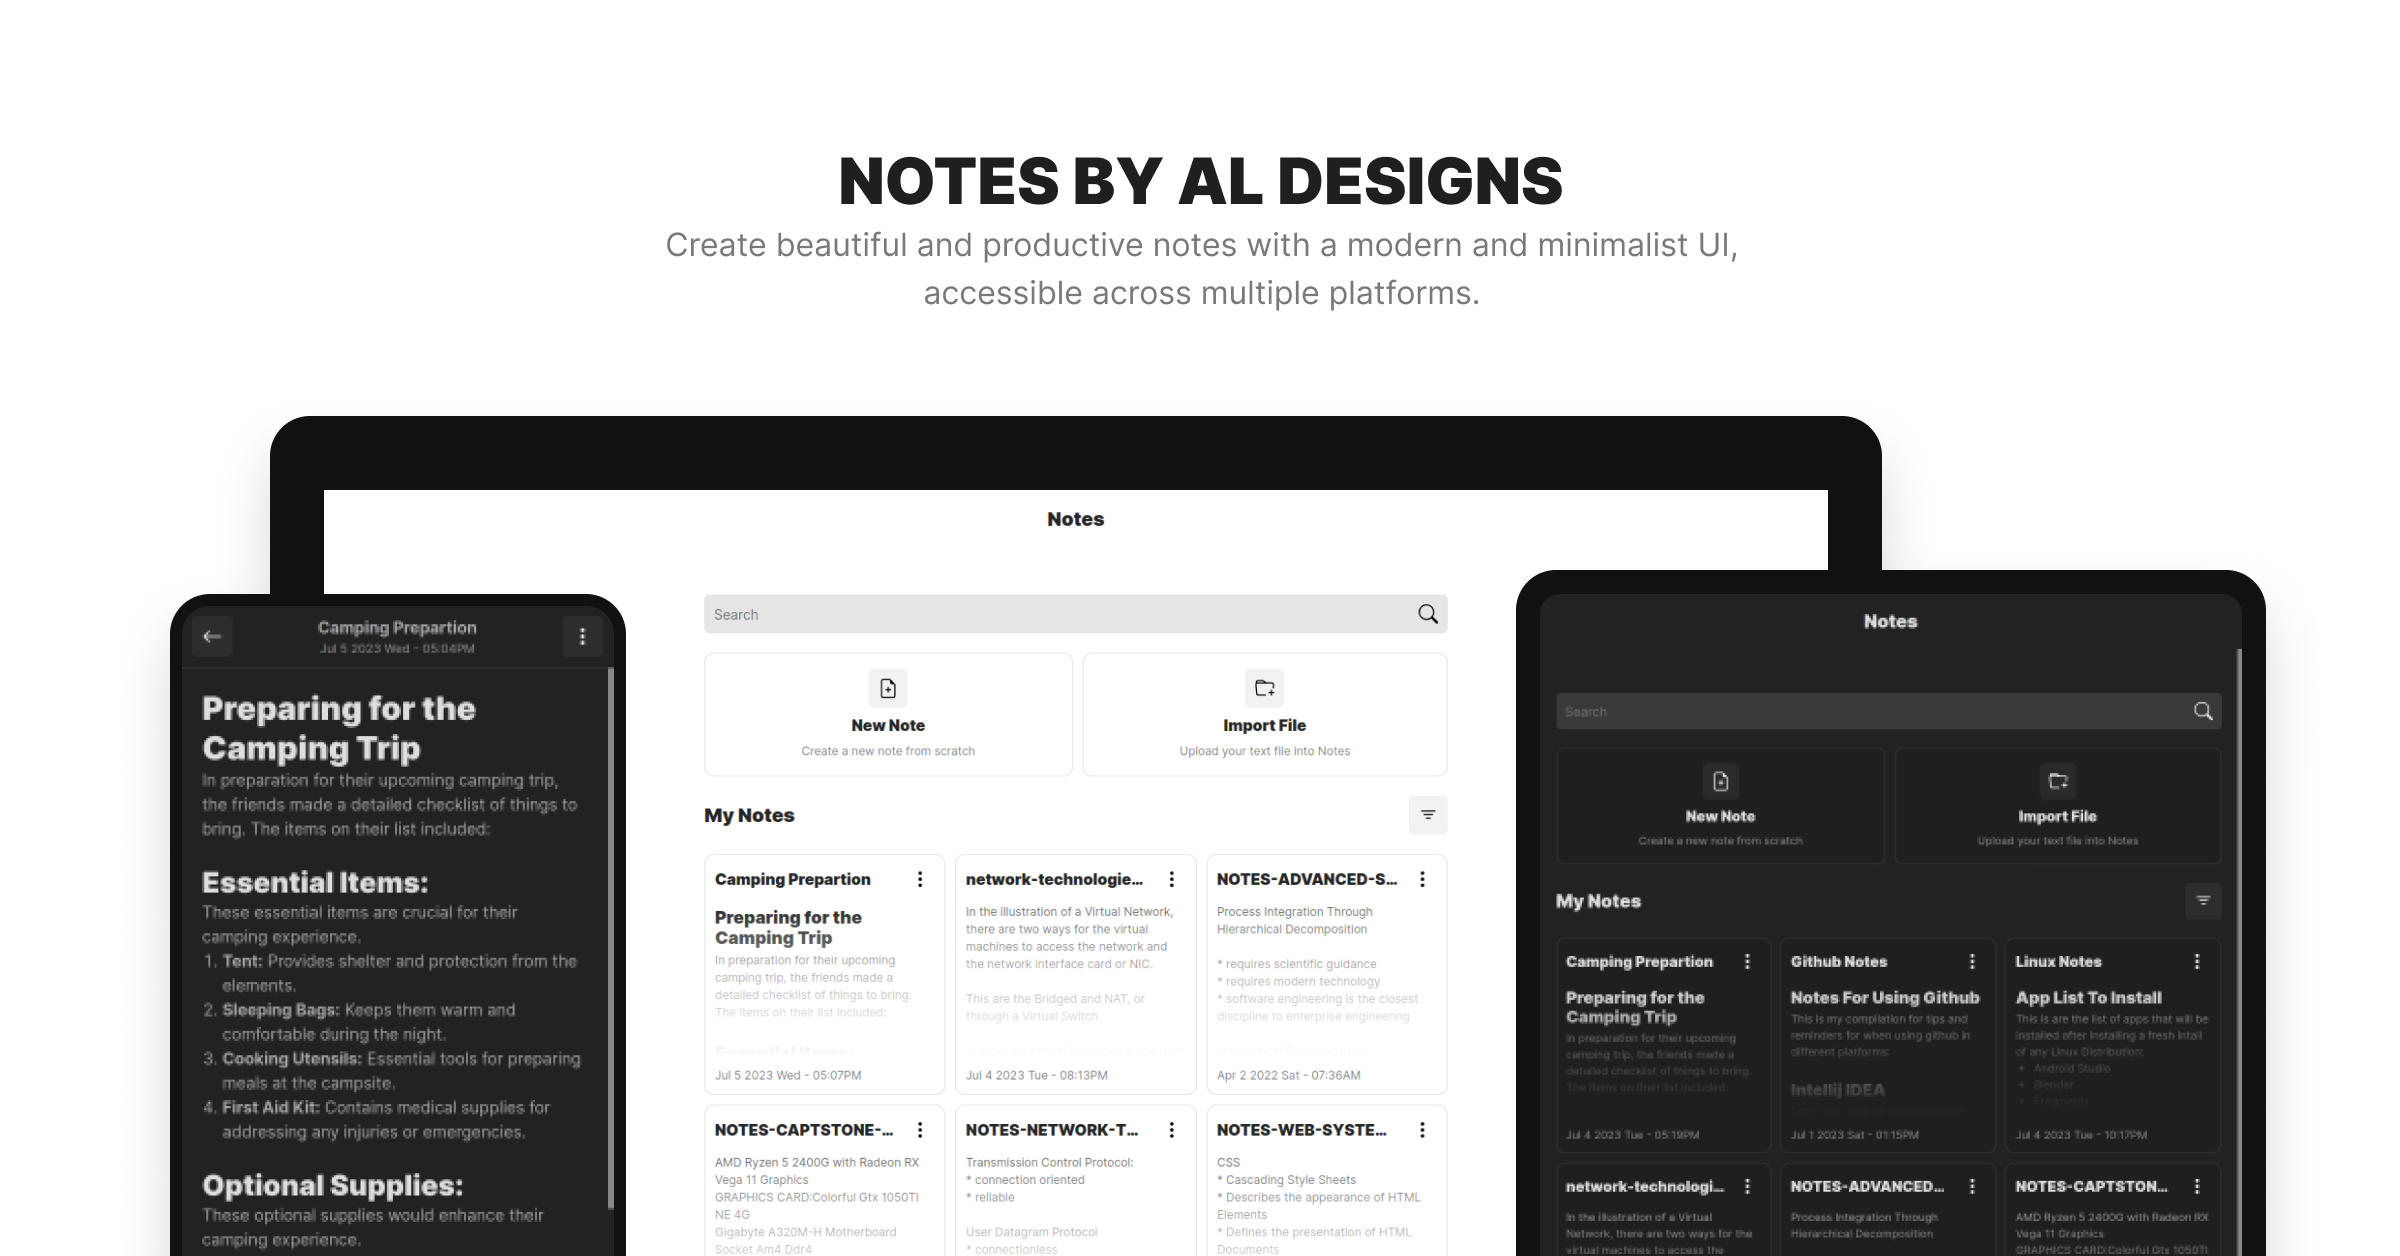 NOTES BY AL DESIGNS
Create beautiful and productive notes with a modern and minimalist UI,
accessible across multiple platforms.
Camping Prepartion
Jul 5 2023 Wed - 05:04PM
Preparing for the
Camping Trip
In preparation for their upcoming camping trip,
the friends made a detailed checklist of things to
bring. The items on their list included:
Essential Items:
These essential items are crucial for their
camping experience.
1. Tent: Provides shelter and protection from the
elements.
2. Sleeping Bags: Keeps them warm and
comfortable during the night.
3. Cooking Utensils: Essential tools for preparing
meals at the campsite.
4. First Aid Kit: Contains medical supplies for
addressing any injuries or emergencies.
Optional Supplies:
These optional supplies would enhance their
camping experience.
Notes
Search
New Note
Create a new note from scratch
Import File
Upload your text file into Notes
My Notes
Camping Prepartion
Preparing for the
Camping Trip
In preparation for their upcoming
camping trip, the friends made a
detailed checklist of things to bring.
The items on their list included:
Essential Items:
Jul 5 2023 Wed - 05:07PM
network-technologie...
In the illustration of a Virtual Network,
there are two ways for the virtual
machines to access the network and
the network interface card or NIC.
This are the Bridged and NAT, or
through a Virtual Switch.
Jul 4 2023 Tue - 08:13PM
NOTES-ADVANCED-S...
Process Integration Through
Hierarchical Decomposition
* requires scientific guidance
* requires modern technology
* software engineering is the closest
discipline to enterprise engineering
Apr 2 2022 Sat - 07:36AM
NOTES-CAPTSTONE-...
AMD Ryzen 5 2400G with Radeon RX
Vega 11 Graphics
GRAPHICS CARD:Colorful Gtx 1050TI
NE 4G
Gigabyte A320M-H Motherboard
Socket Am4 Ddr4
NOTES-NETWORK-T...
Transmission Control Protocol:
* connection oriented
* reliable
User Datagram Protocol
* connectionless
NOTES-WEB-SYSTE...
CSS
* Cascading Style Sheets
* Describes the appearance of HTML
Elements
* Defines the presentation of HTML
Documents
Notes
Search
New Note
Create a new note from scratch
Import File
Upload your text file into Notes
My Notes
Camping Prepartion
Preparing for the
Camping Trip
In preparation for their upcoming
camping trip, the friends made a
detailed checklist of things to bring.
The items on their list included:
Jul 4 2023 Tue - 05:19PM
Github Notes
Notes For Using Github
This is my compilation for tips and
reminders for when using github in
different platforms:
Intellij IDEA
Jul 1 2023 Sat - 01:15PM
Linux Notes
App List To Install
This is are the list of apps that will be
installed after installing a fresh intall
of any Linux Distribution:
• Android Studio
• Blender
• Fragments
Jul 4 2023 Tue - 10:17PM
network-technologi...
In the illustration of a Virtual
Network, there are two ways for the
virtual machines to access the
NOTES-ADVANCED...
Process Integration Through
Hierarchical Decomposition
NOTES-CAPTSTON...
AMD Ryzen 5 2400G with Radeon RX
Vega 11 Graphics
GRAPHICS CARD:Colorful Gtx 1050TI